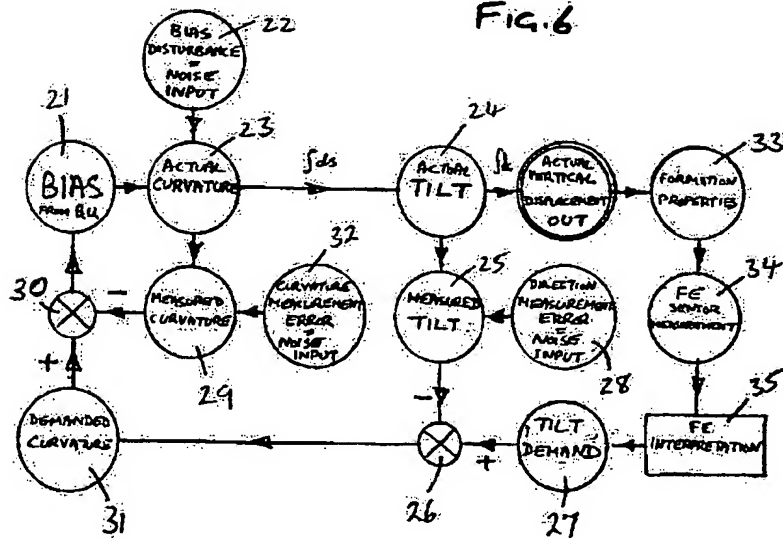 FIG.6
22
BIAS
DISTURBANCE
=
NOISE
INPUT
21
23
24
33
BIAS
FROM BU
ACTUAL
CURVATURE
∫ds
ACTUAL
TILT
ACTUAL
VERTICAL
DISPLACEMENT
OUT
FORMATION
PROPERTIES
32
25
34
30
−
MEASURED
CURVATURE
CURVATURE
MEASUREMENT
ERROR
=
NOISE
INPUT
MEASURED
TILT
DIRECTION
MEASUREMENT
ERROR
=
NOISE
INPUT
FE
SENSOR
MEASUREMENT
+
29
28
35
−
DEMANDED
CURVATURE
+
TILT
DEMAND
FE
INTERPRETATION
31
26
27